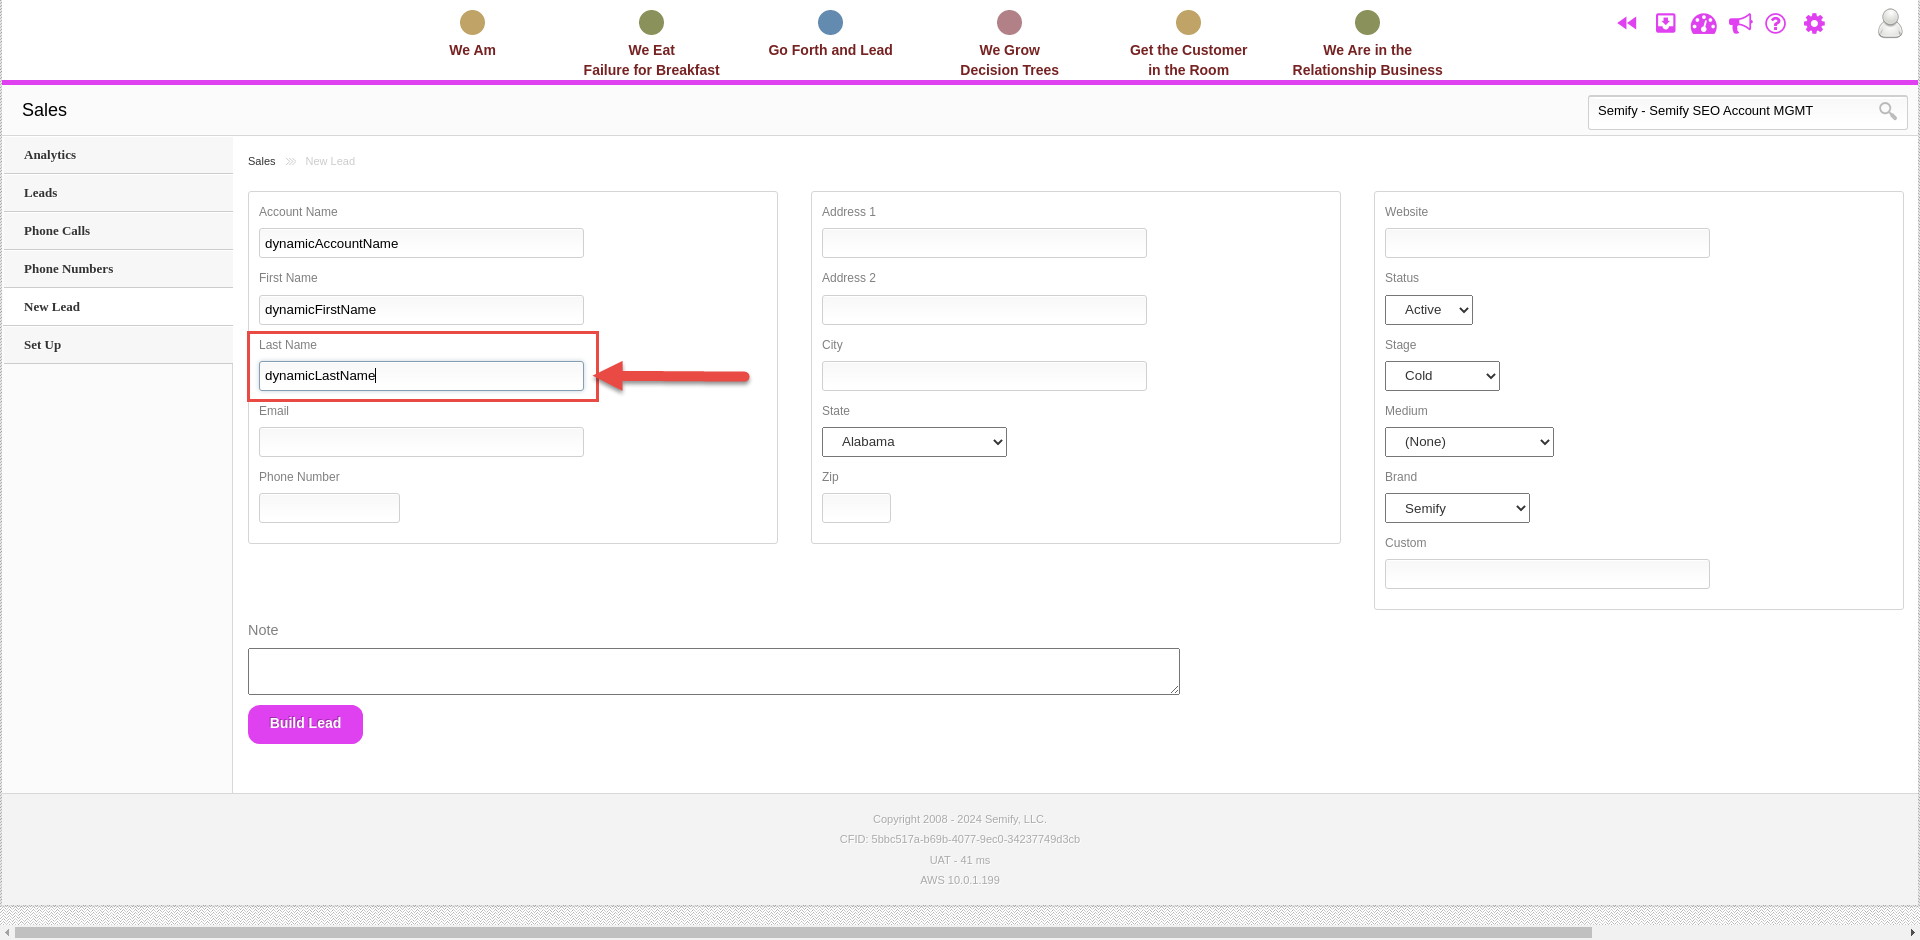 We Am
We Eat
Failure for Breakfast
Go Forth and Lead
We Grow
Decision Trees
Get the Customer
in the Room
We Are in the
Relationship Business
Sales
Semify - Semify SEO Account MGMT
Analytics
Leads
Phone Calls
Phone Numbers
New Lead
Set Up
Sales
New Lead
Account Name
dynamicAccountName
First Name
dynamicFirstName
Last Name
dynamicLastName
Email
Phone Number
Address 1
Address 2
City
State
Alabama
Zip
Website
Status
Active
Stage
Cold
Medium
(None)
Brand
Semify
Custom
Note
Build Lead
Copyright 2008 - 2024 Semify, LLC.
CFID: 5bbc517a-b69b-4077-9ec0-34237749d3cb
UAT - 41 ms
AWS 10.0.1.199